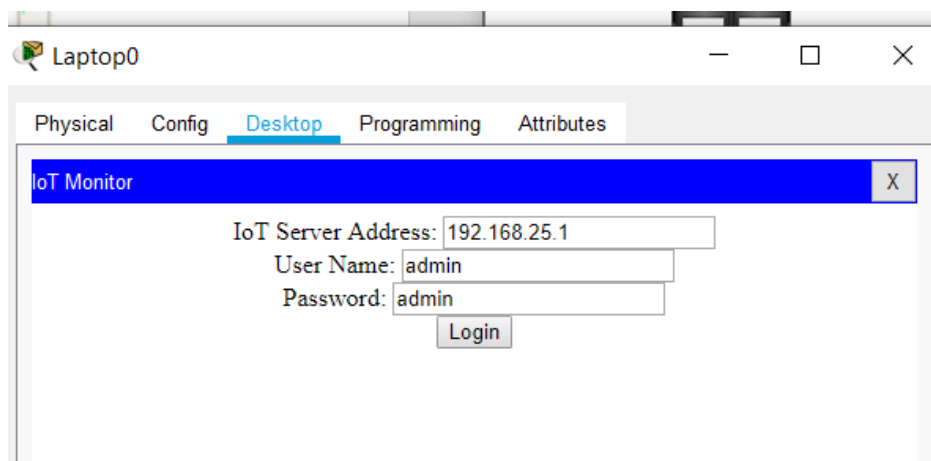 Laptop0
Physical Config Desktop Programming Attributes
IoT Monitor X
IoT Server Address: 192.168.25.1
User Name: admin
Password: admin
Login